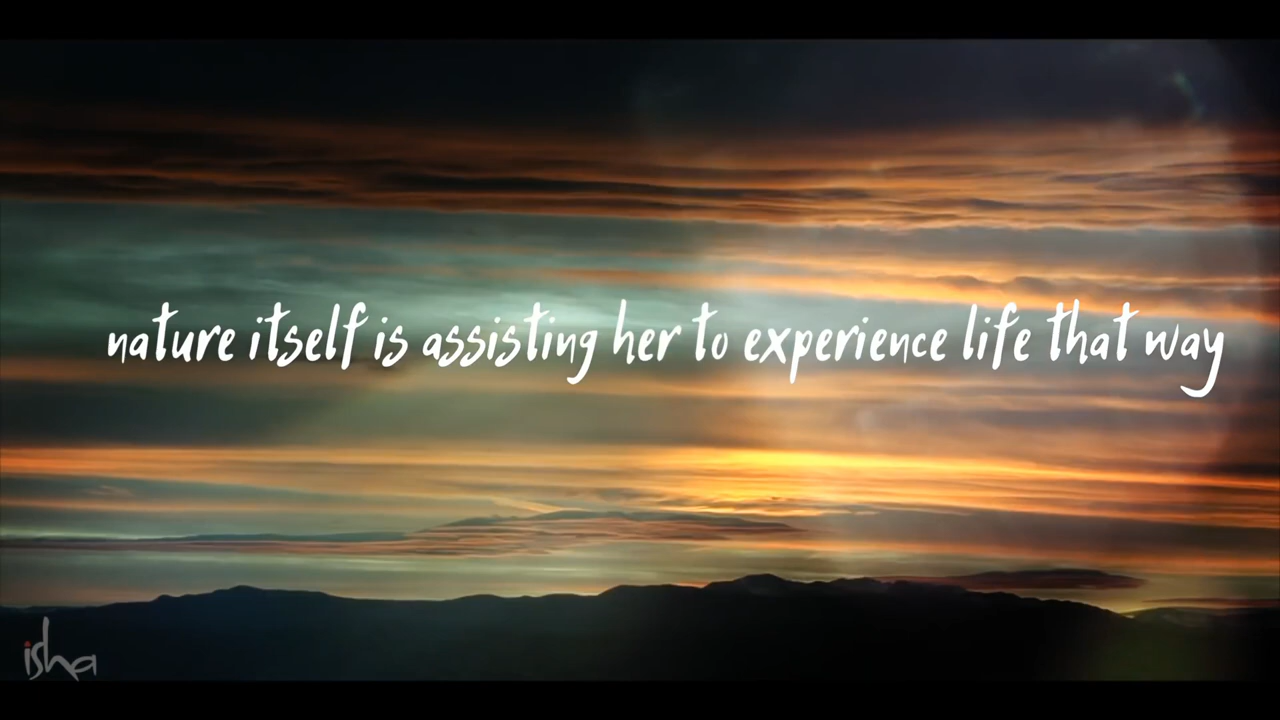 nature itself is assisting her to experience life that way
isha